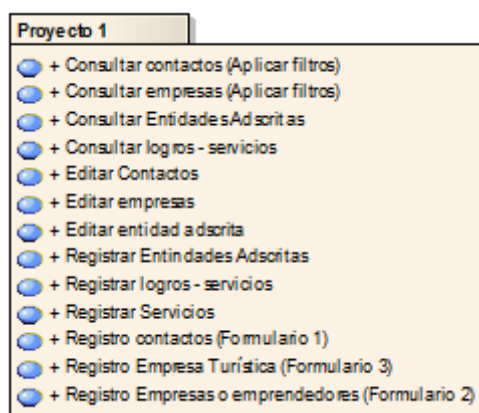 Proyecto 1
+ Consultar contactos (Aplicar filtros)
+ Consultar empresas (Aplicar filtros)
+ Consultar Entidades Adscritas
+ Consultar logros - servicios
+ Editar Contactos
+ Editar empresas
+ Editar entidad adscrita
+ Registrar Entindades Adscritas
+ Registrar logros - servicios
+ Registrar Servicios
+ Registro contactos (Formulario 1)
+ Registro Empresa Turística (Formulario 3)
+ Registro Empresas o emprendedores (Formulario 2)